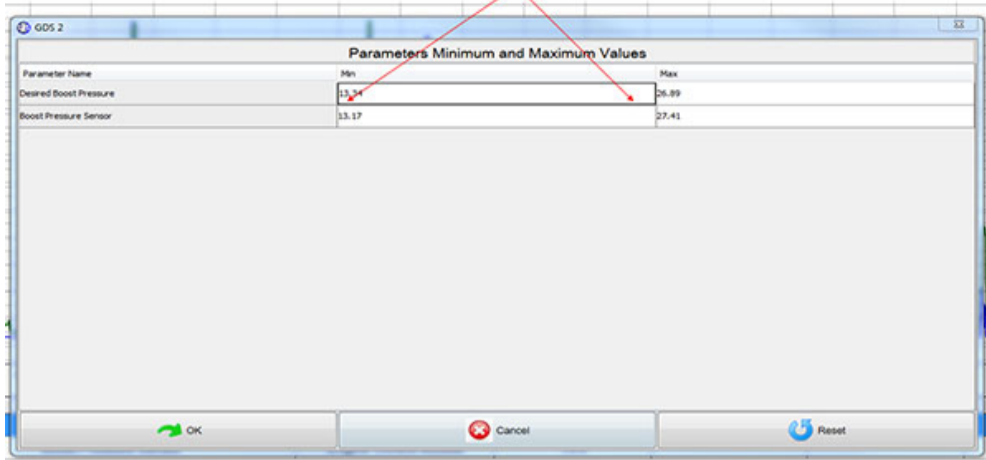 GDS 2
Parameters Minimum and Maximum Values
Parameter Name Min Max
Desired Boost Pressure 13.34 26.89
Boost Pressure Sensor 13.17 27.41
OK Cancel Reset